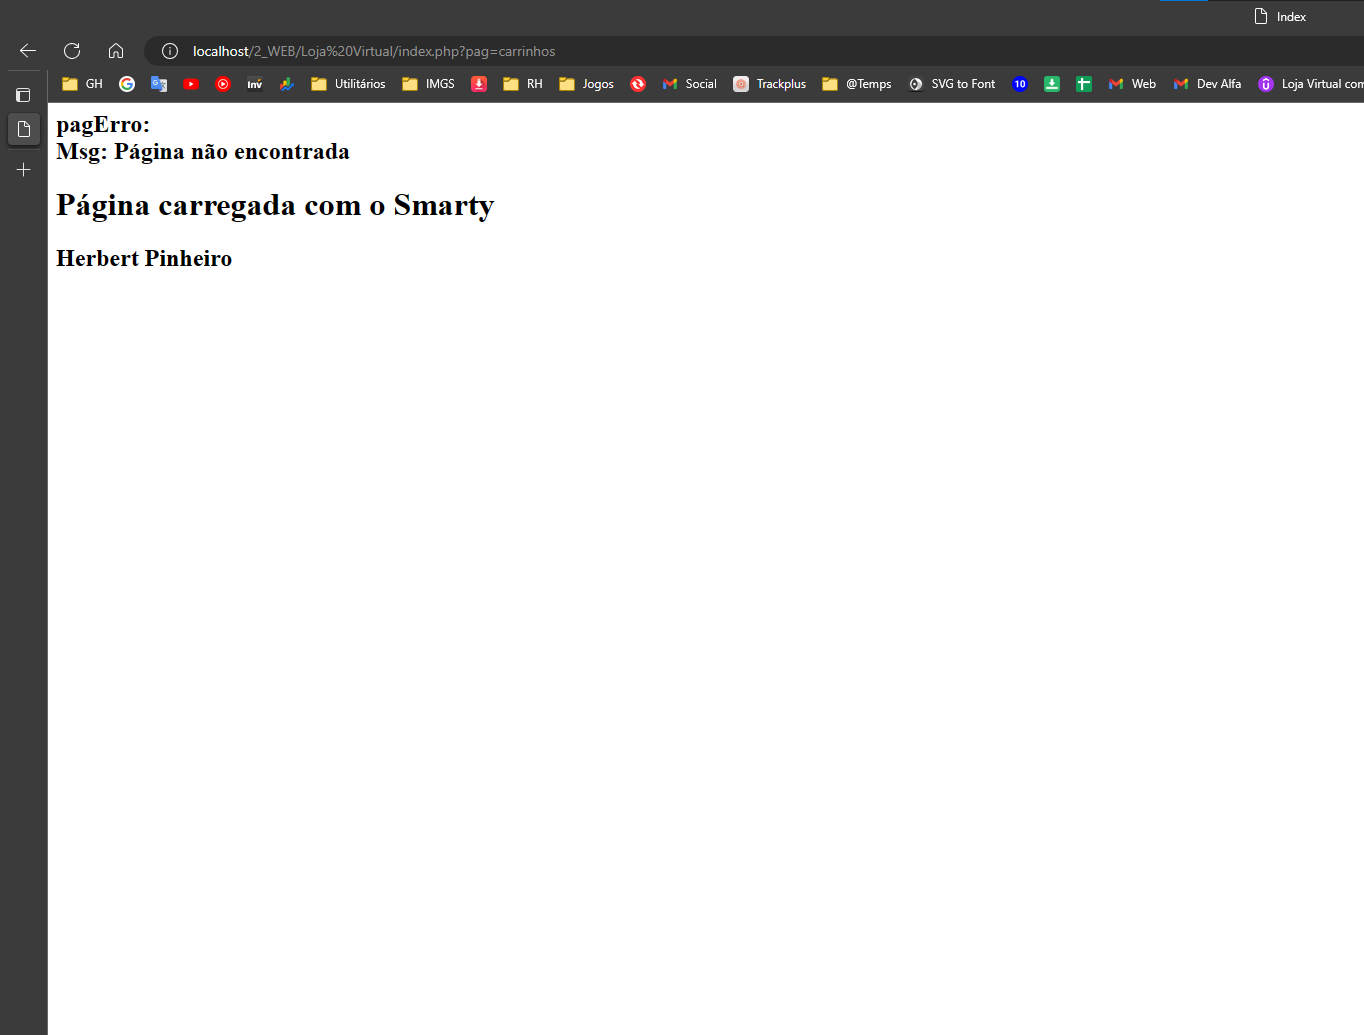 Index
localhost/2_WEB/Loja%20Virtual/index.php?pag=carrinhos
GH
inv
Utilitários
IMGS
RH
Jogos
Social
Trackplus
@Temps
SVG to Font
10
Web
Dev Alfa
Loja Virtual com
pagErro:
Msg: Página não encontrada
Página carregada com o Smarty
Herbert Pinheiro